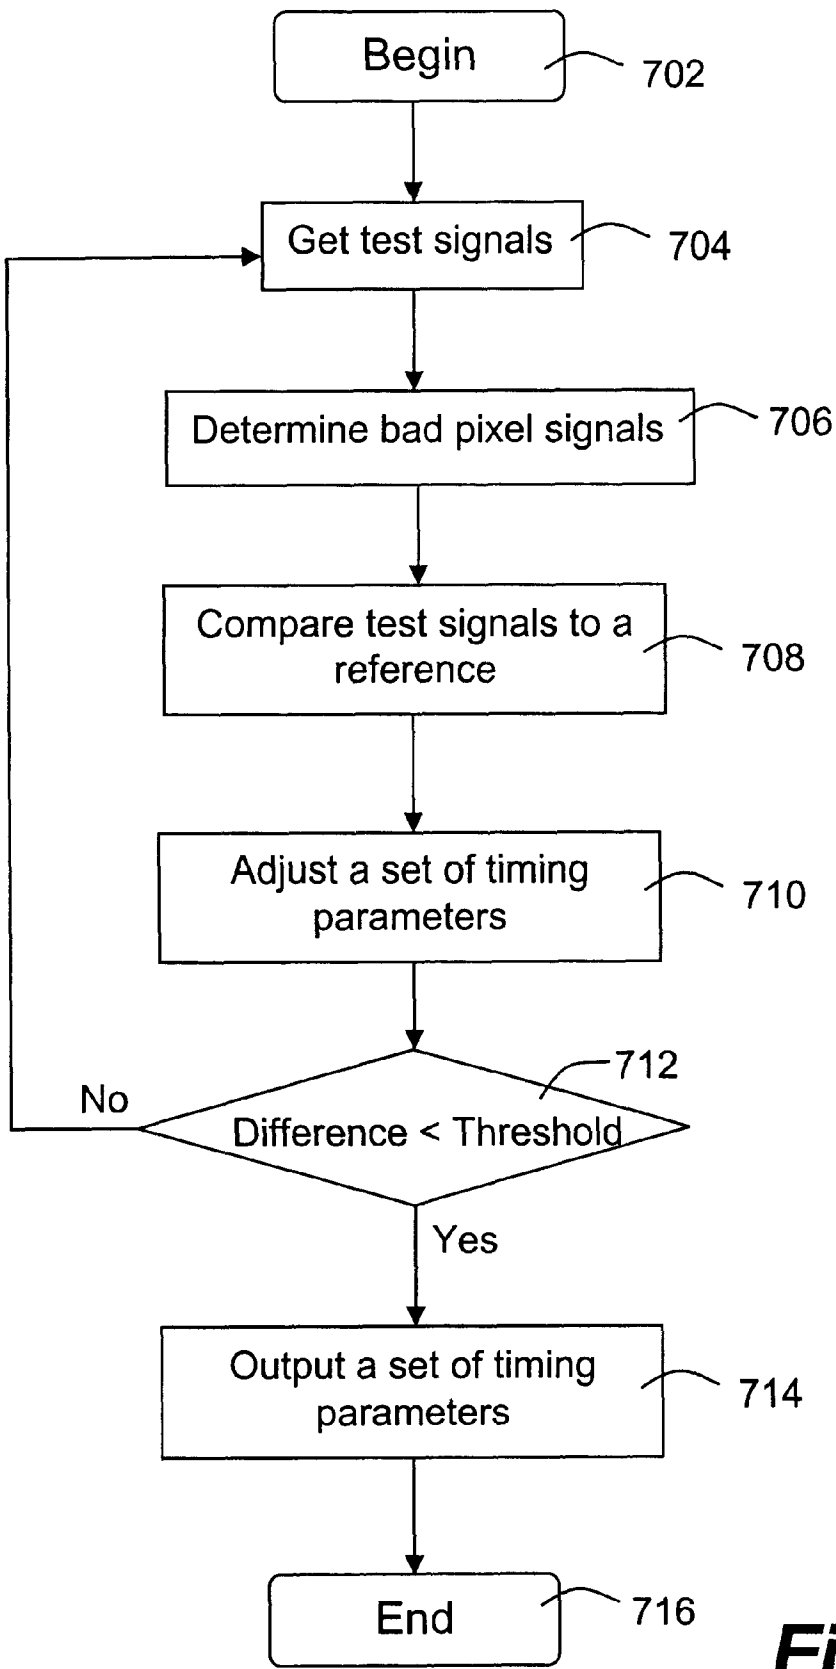 Begin
702
Get test signals
704
Determine bad pixel signals
706
Compare test signals to a
reference
708
Adjust a set of timing
parameters
710
712
No
Difference < Threshold
Yes
Output a set of timing
parameters
714
End
716